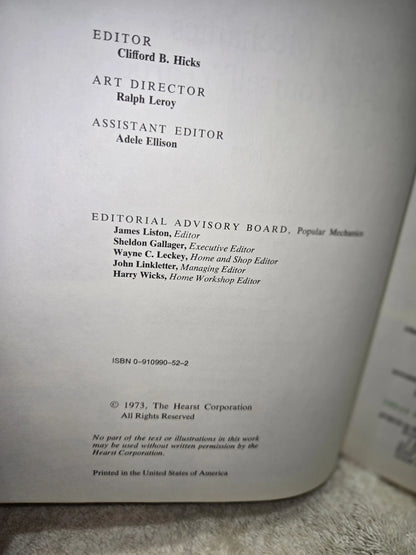 EDITOR
Clifford B. Hicks
ART DIRECTOR
Ralph Leroy
ASSISTANT EDITOR
Adele Ellison
EDITORIAL ADVISORY BOARD, Popular Mechanics
James Liston, Editor
Sheldon Gallager, Executive Editor
Wayne C. Leckey, Home and Shop Editor
John Linkletter, Managing Editor
Harry Wicks, Home Workshop Editor
ISBN 0-910990-52-2
© 1973, The Hearst Corporation
All Rights Reserved
No part of the text or illustrations in this work
may be used without written permission by the
Hearst Corporation.
Printed in the United States of America